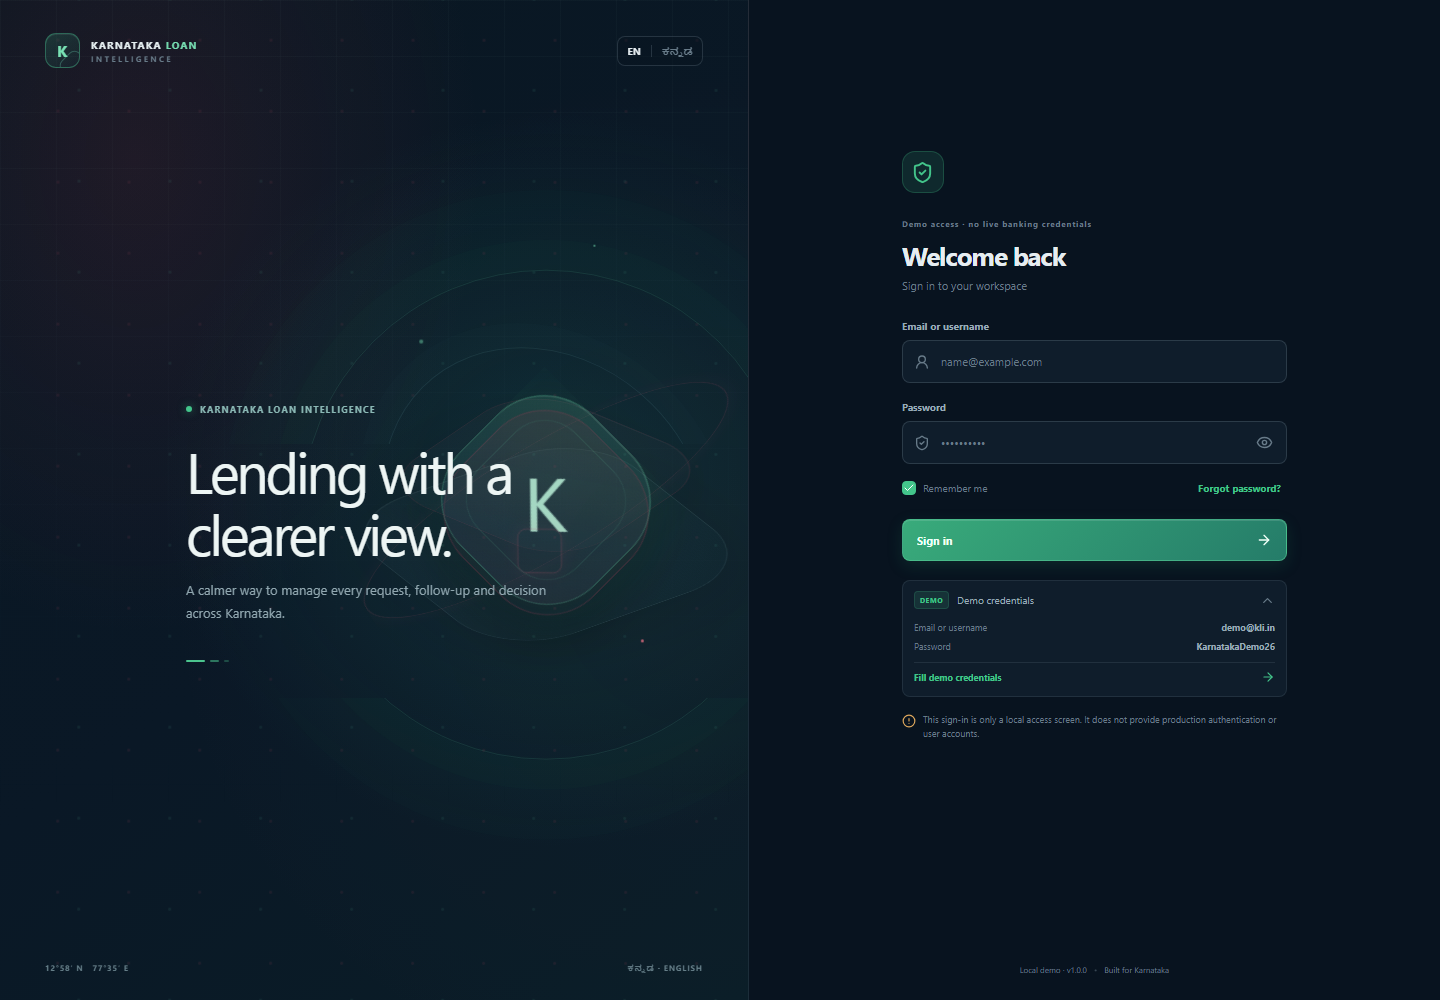 K
KARNATAKA LOAN
INTELLIGENCE
EN
ಕನ್ನಡ
KARNATAKA LOAN INTELLIGENCE
Lending with a
clearer view.
K
A calmer way to manage every request, follow-up and decision
across Karnataka.
12°58' N 77°35' E
ಕನ್ನಡ · ENGLISH
Demo access · no live banking credentials
Welcome back
Sign in to your workspace
Email or username
name@example.com
Password
••••••••••
Remember me
Forgot password?
Sign in
DEMO Demo credentials
Email or username demo@kli.in
Password KarnatakaDemo26
Fill demo credentials
This sign-in is only a local access screen. It does not provide production authentication or
user accounts.
Local demo · v1.0.0 • Built for Karnataka